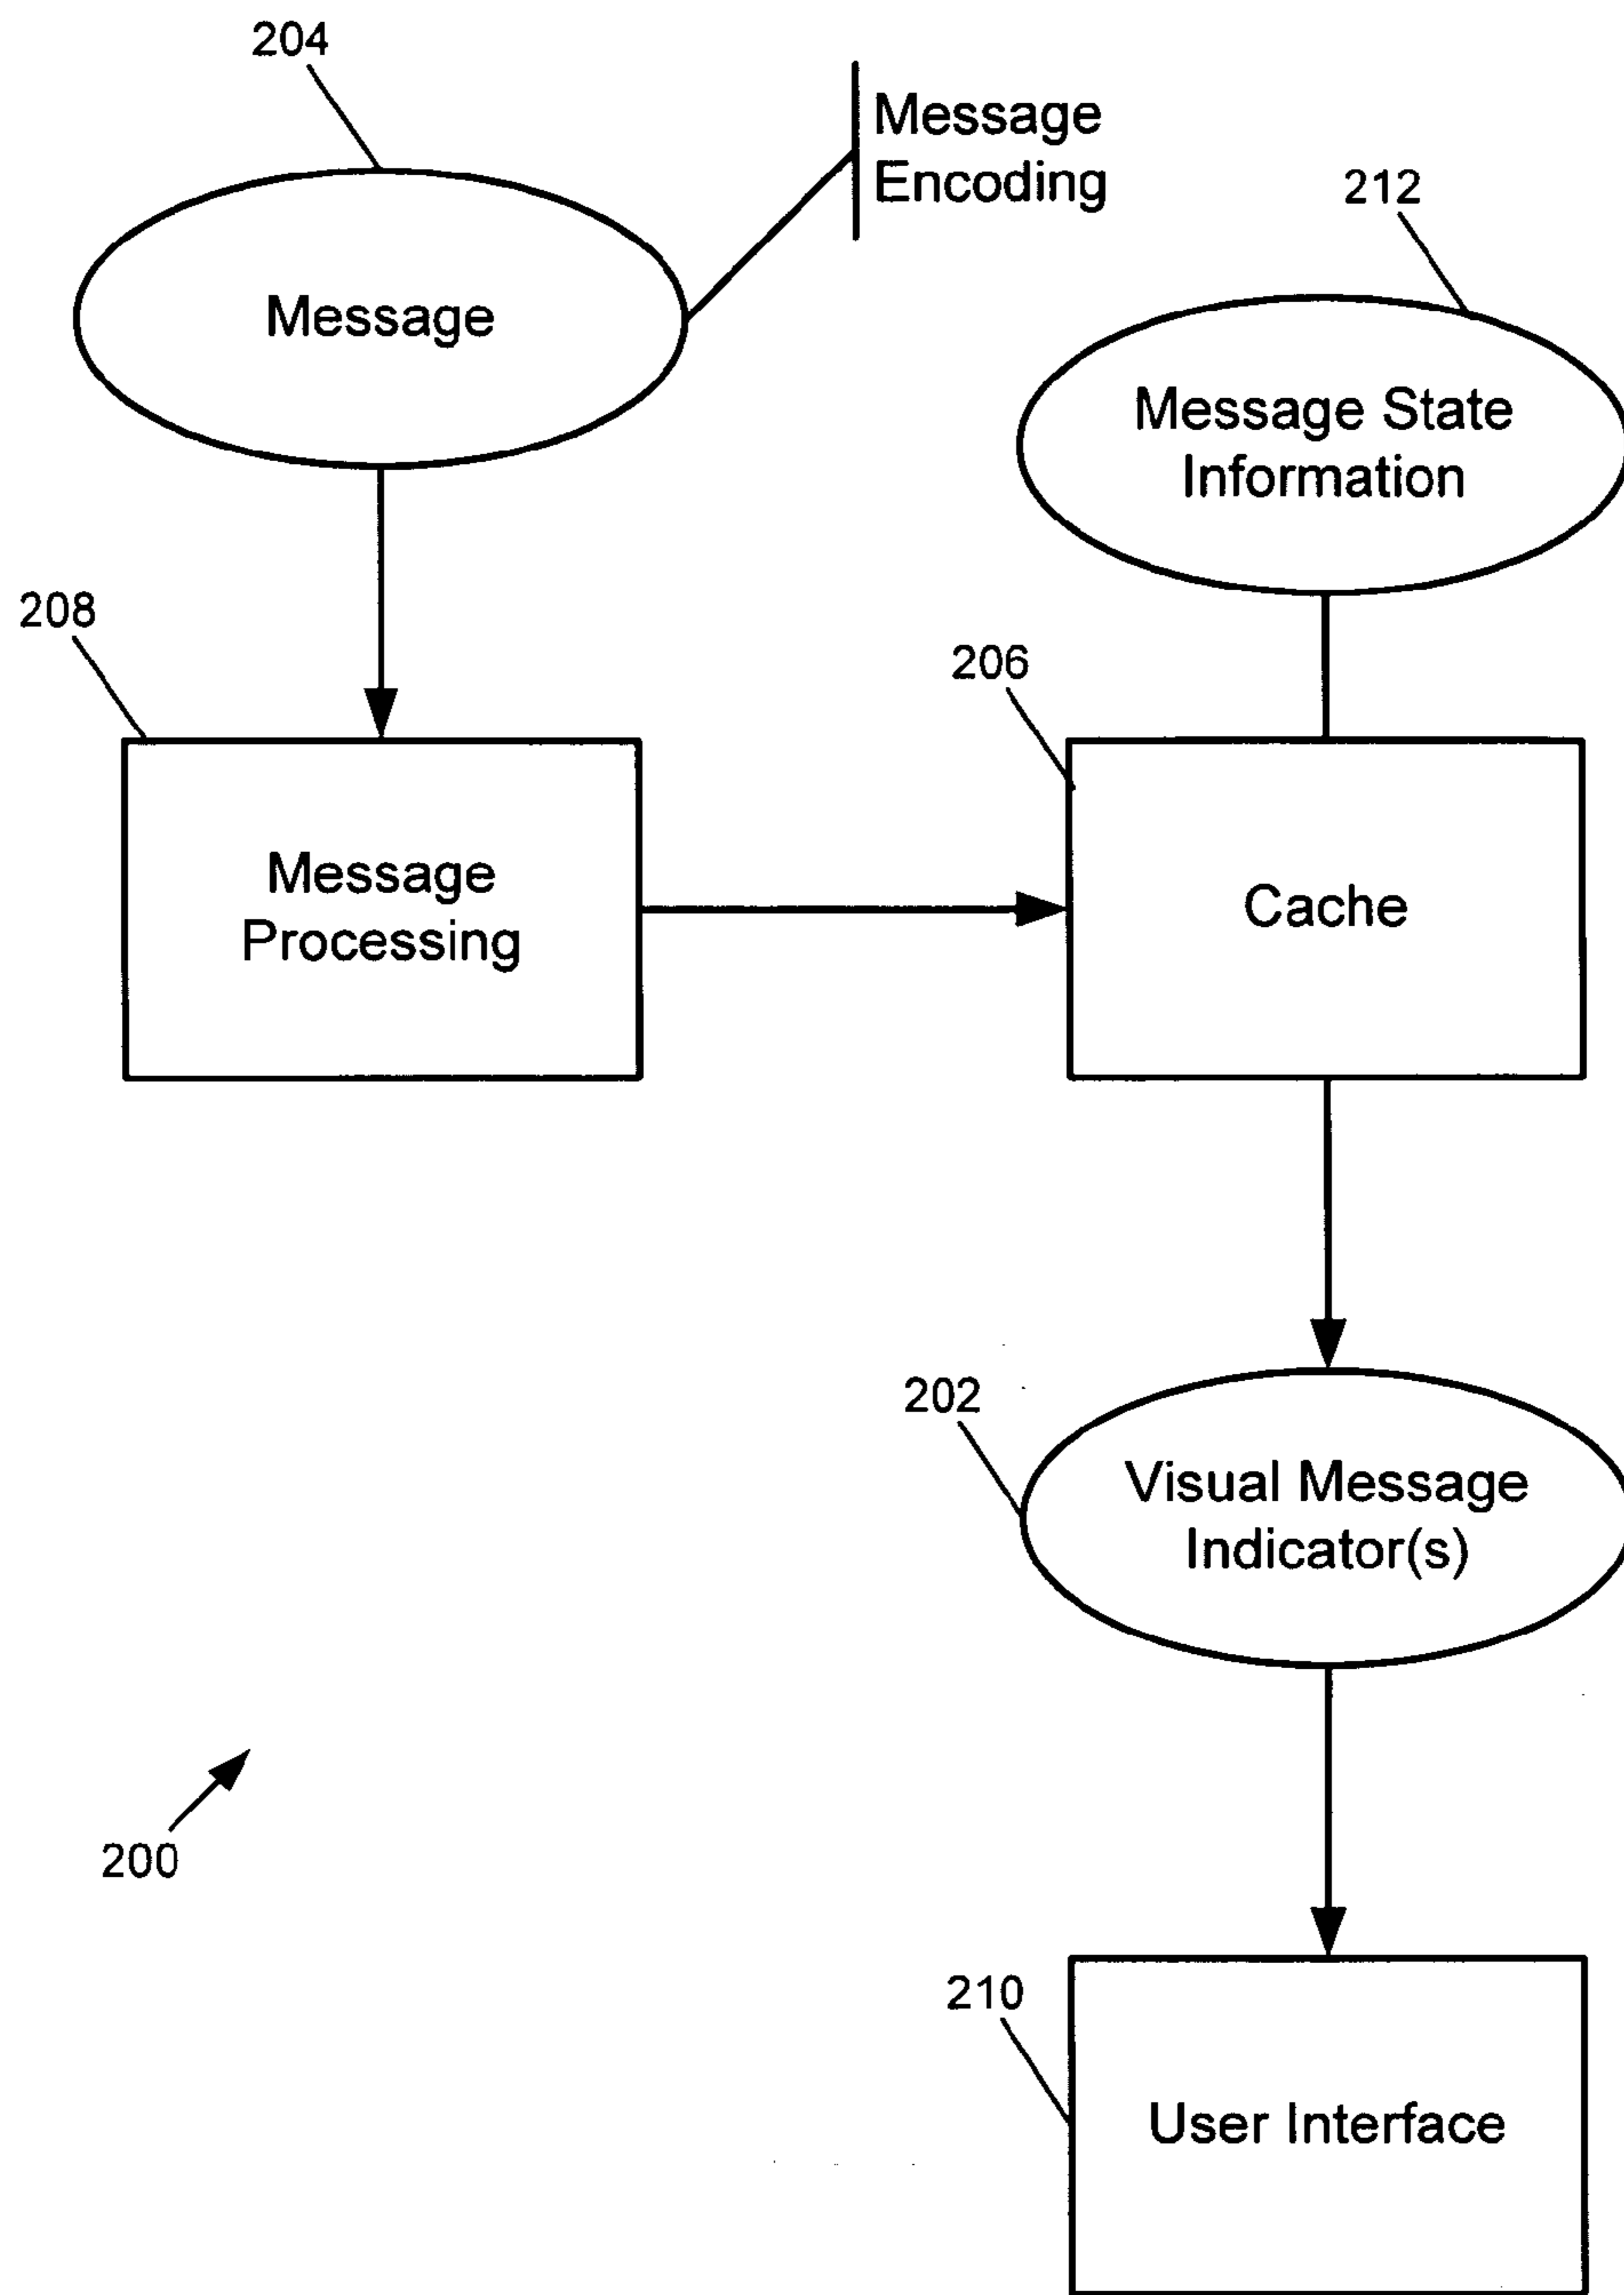 204
Message
Encoding
212
Message
Message State
Information
208
206
Message
Processing
Cache
202
Visual Message
Indicator(s)
200
210
User Interface